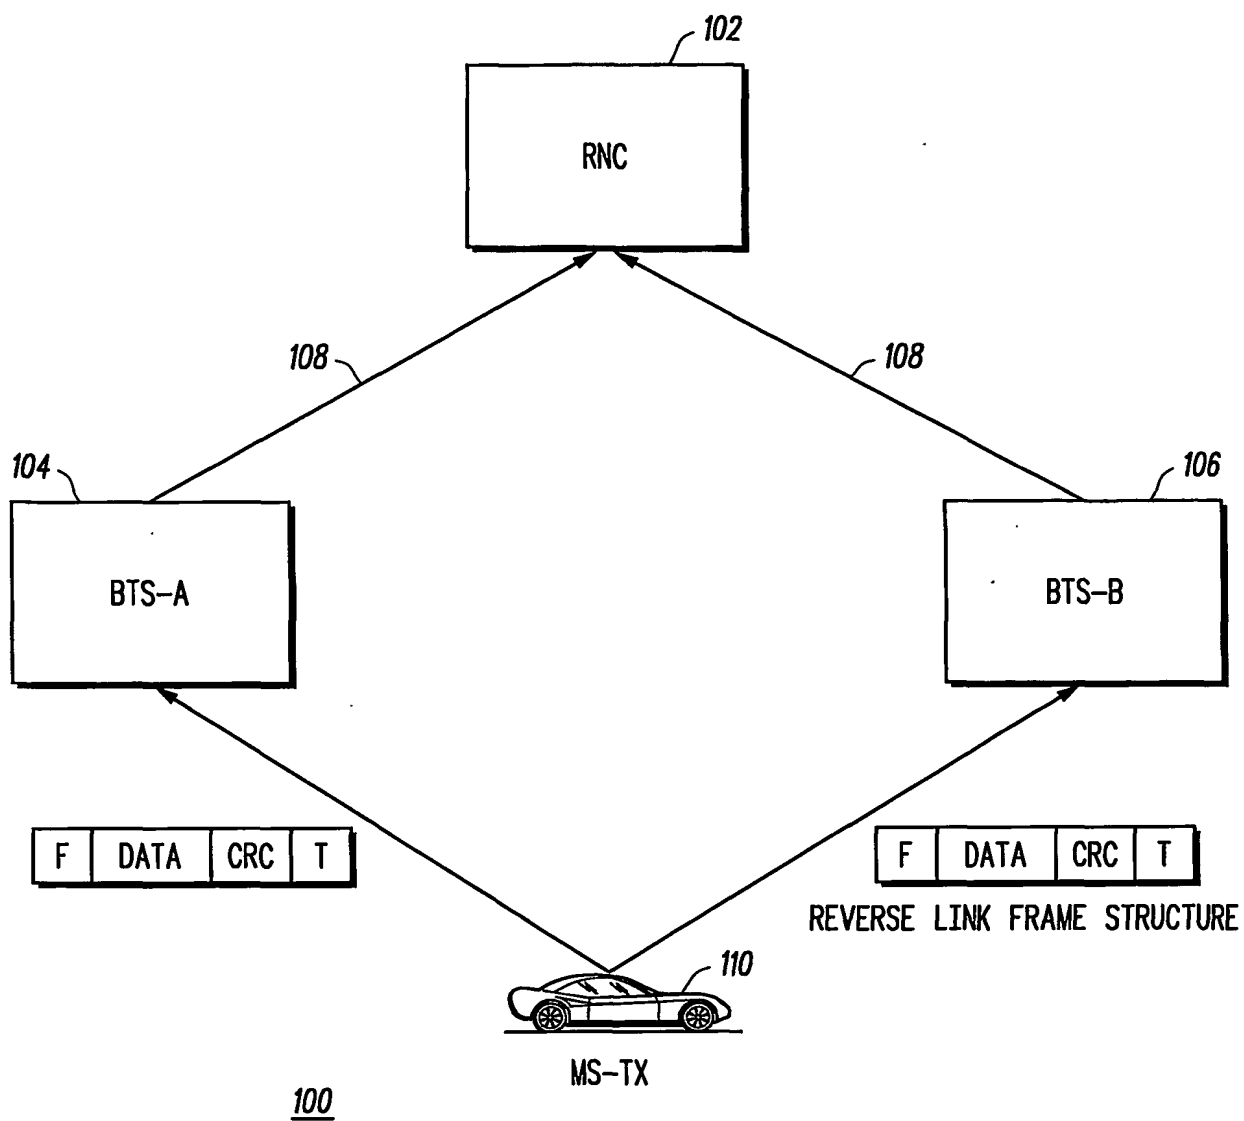 102
RNC
108
108
104
106
BTS-A
BTS-B
F DATA CRC T
F DATA CRC T
REVERSE LINK FRAME STRUCTURE
110
MS-TX
100